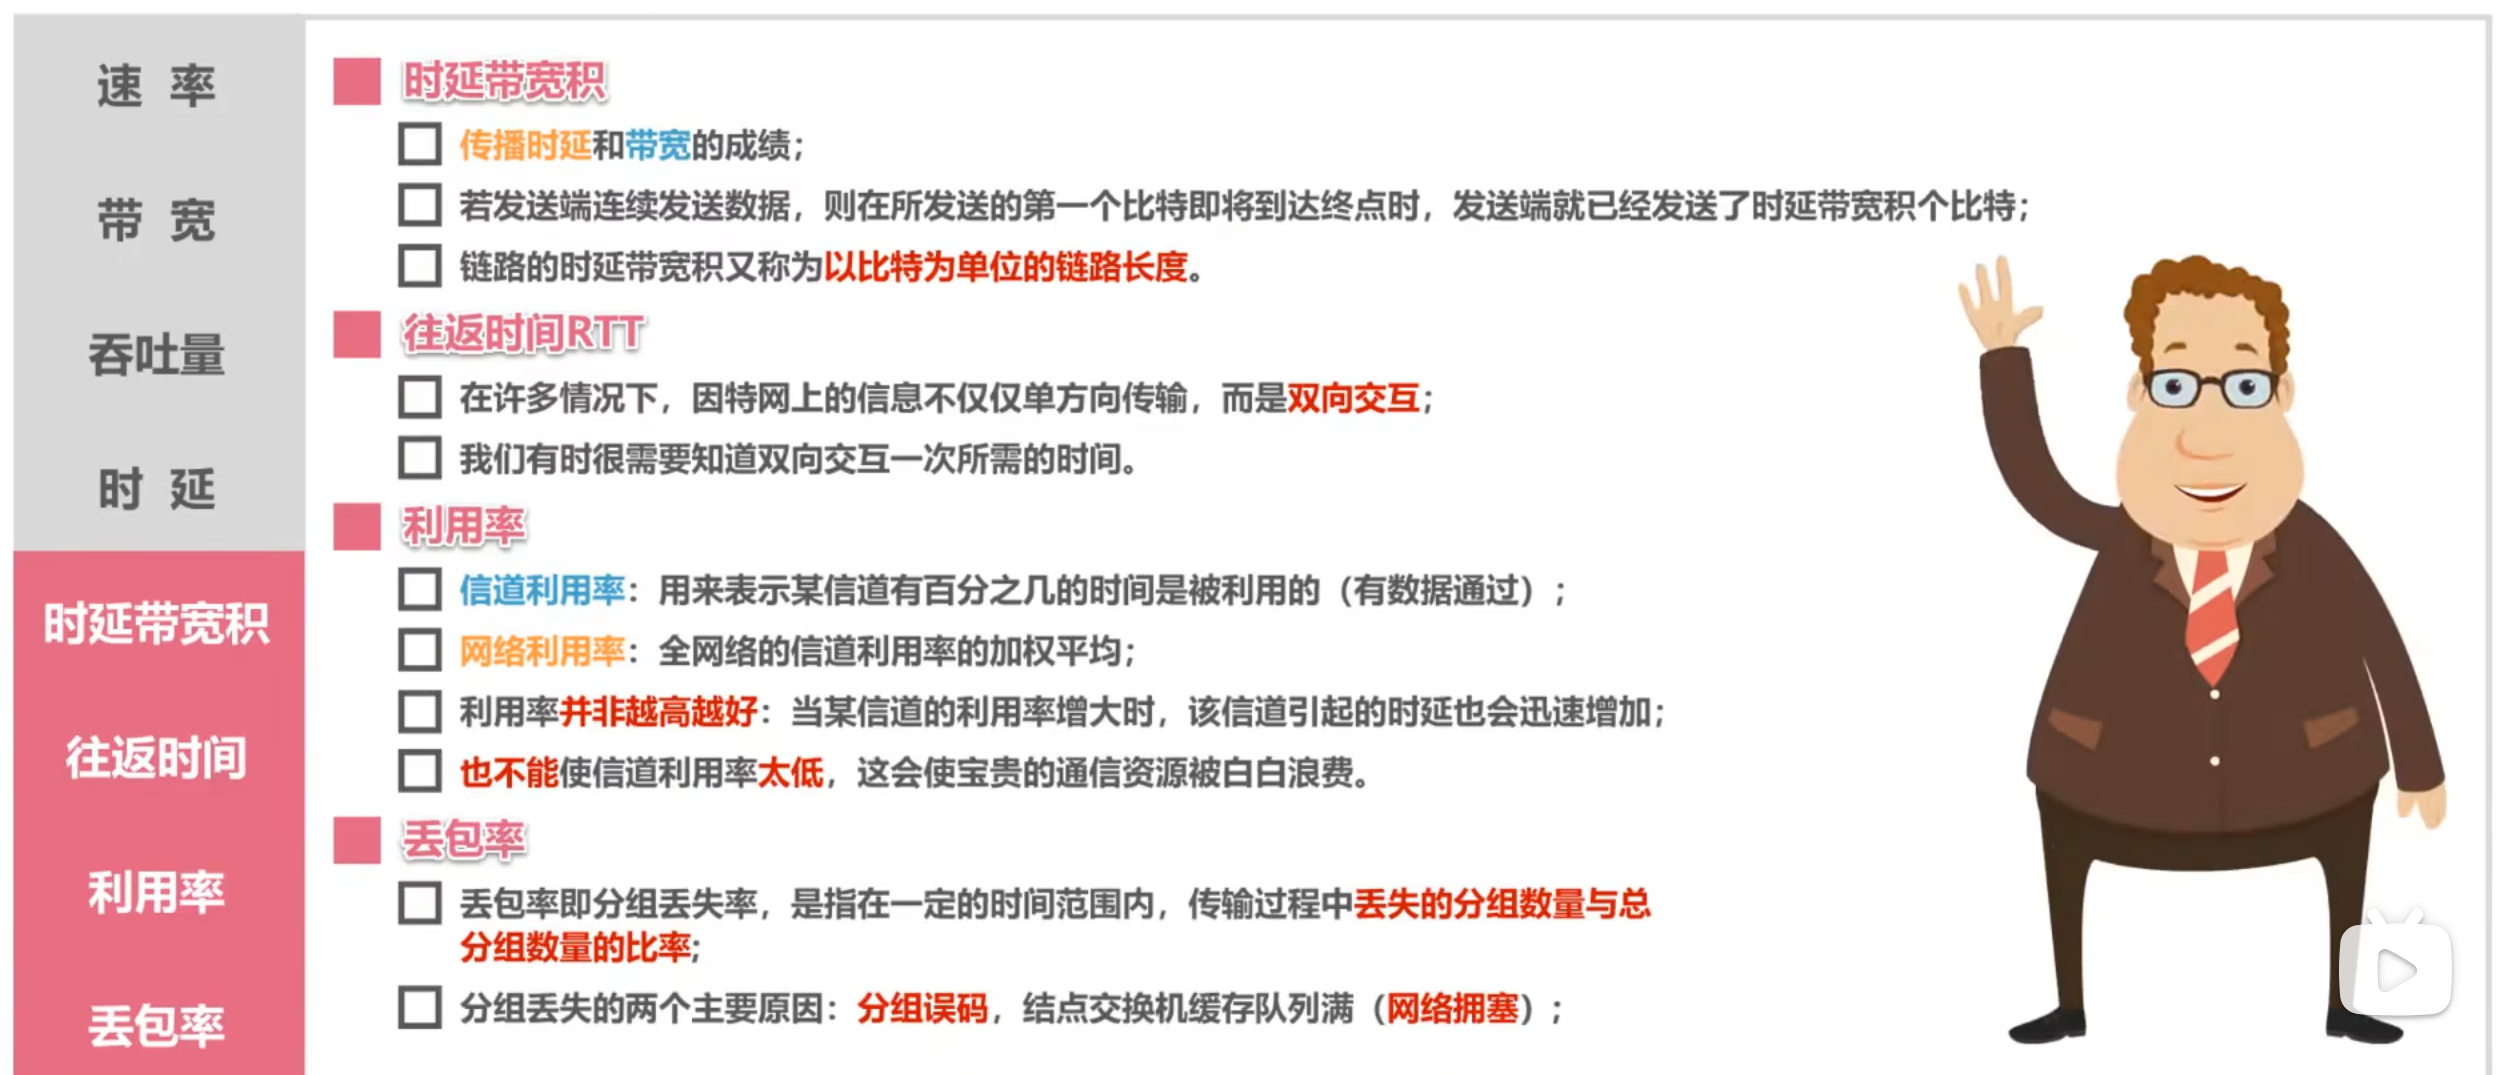 速 率
带 宽
吞吐量
时 延
时延带宽积
往返时间
利用率
丢包率
时延带宽积
传播时延和带宽的成绩；
若发送端连续发送数据，则在所发送的第一个比特即将到达终点时，发送端就已经发送了时延带宽积个比特；
链路的时延带宽积又称为以比特为单位的链路长度。
往返时间RTT
在许多情况下，因特网上的信息不仅仅单方向传输，而是双向交互；
我们有时很需要知道双向交互一次所需的时间。
利用率
信道利用率：用来表示某信道有百分之几的时间是被利用的（有数据通过）；
网络利用率：全网络的信道利用率的加权平均；
利用率并非越高越好：当某信道的利用率增大时，该信道引起的时延也会迅速增加；
也不能使信道利用率太低，这会使宝贵的通信资源被白白浪费。
丢包率
丢包率即分组丢失率，是指在一定的时间范围内，传输过程中丢失的分组数量与总
分组数量的比率；
分组丢失的两个主要原因：分组误码，结点交换机缓存队列满（网络拥塞）；